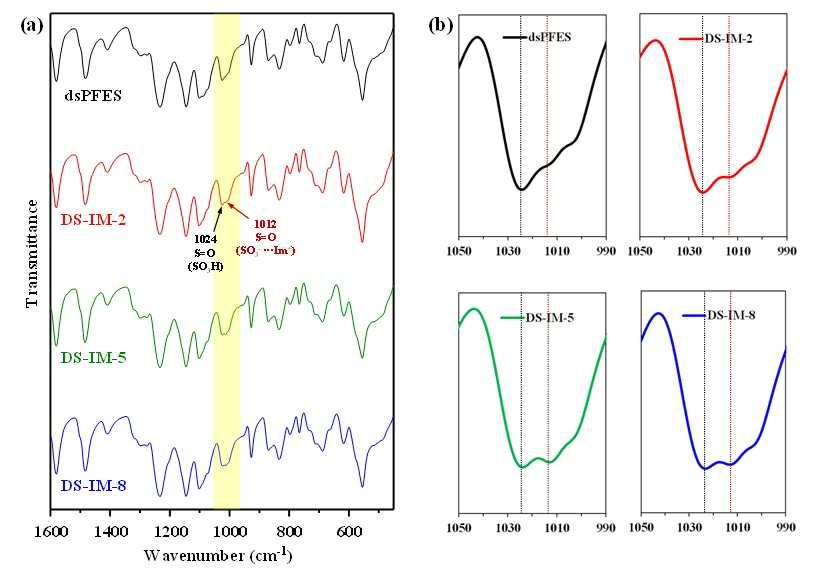 (a)
dsPFES
DS-IM-2
1024
S=O
(SO3H)
1012
S=O
(SO3- ···Im+)
DS-IM-5
DS-IM-8
Transmittance
1600 1400 1200 1000 800 600
Wavenumber (cm-1)
(b)
dsPFES
1050 1030 1010 990
DS-IM-2
1050 1030 1010 990
DS-IM-5
1050 1030 1010 990
DS-IM-8
1050 1030 1010 990